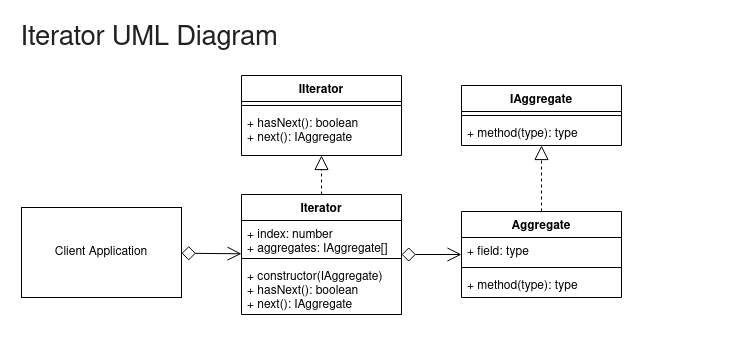 Iterator UML Diagram
IIterator
+ hasNext(): boolean
+ next(): IAggregate
IAggregate
+ method(type): type
Client Application
Iterator
+ index: number
+ aggregates: IAggregate[]
+ constructor(IAggregate)
+ hasNext(): boolean
+ next(): IAggregate
Aggregate
+ field: type
+ method(type): type